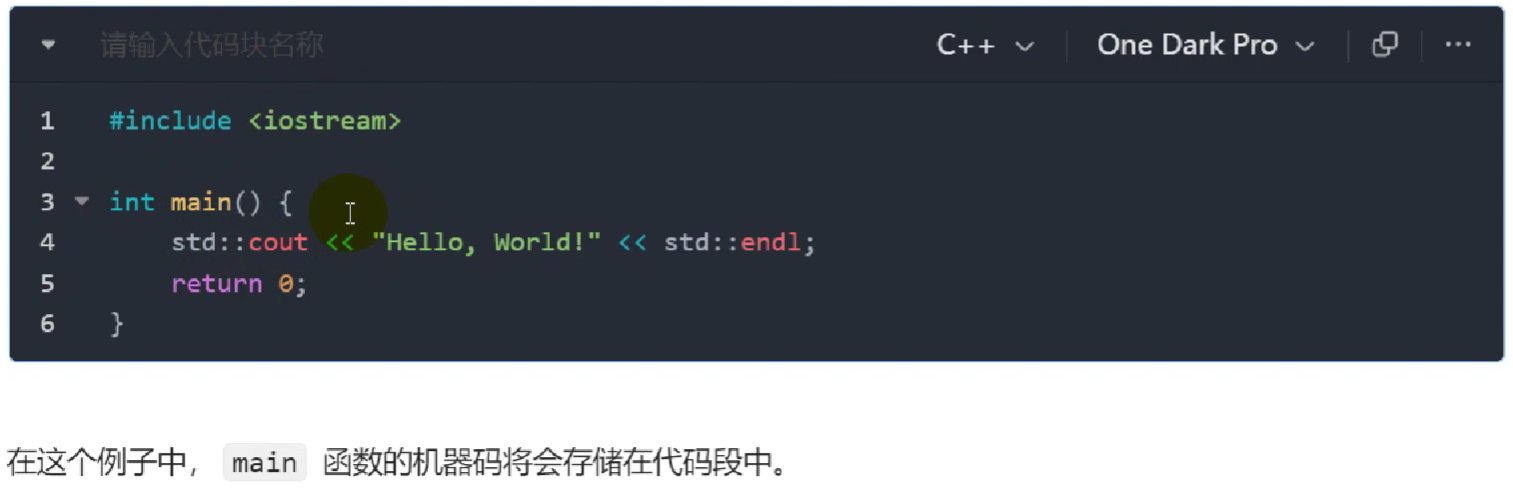 请输入代码块名称 C++ One Dark Pro ···
1 #include <iostream>
2
3 int main() {
4     std::cout << "Hello, World!" << std::endl;
5     return 0;
6 }
在这个例子中， main 函数的机器码将会存储在代码段中。